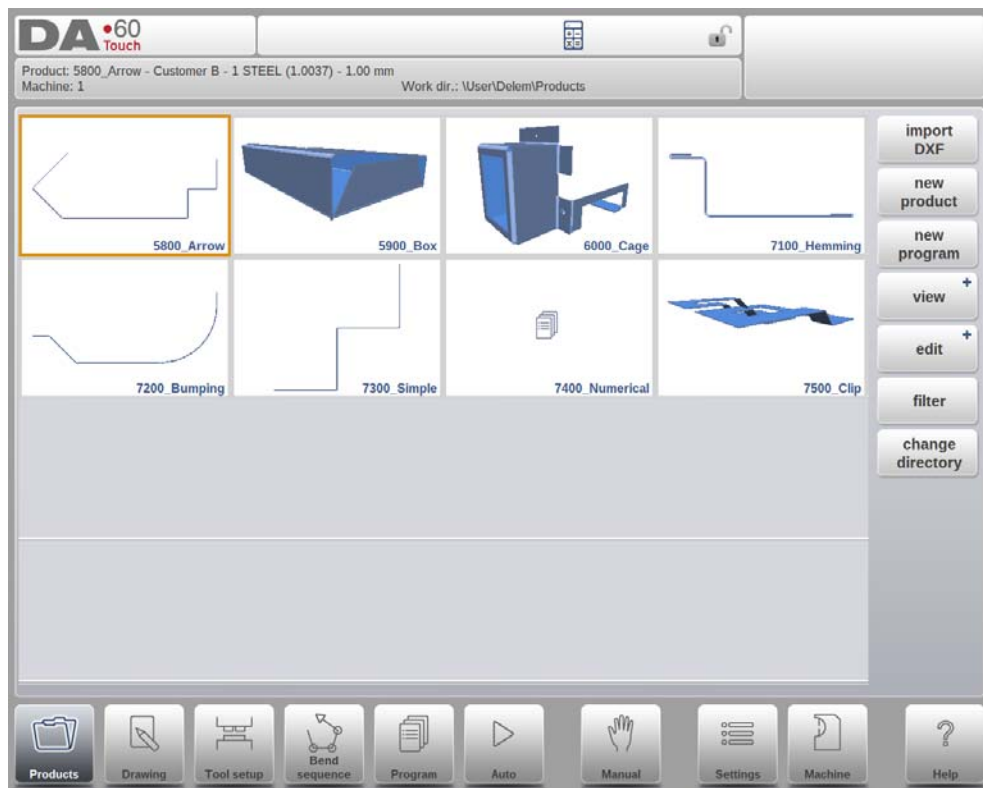 DA•60
Touch
Product: 5800_Arrow - Customer B - 1 STEEL (1.0037) - 1.00 mm
Machine: 1 Work dir.: \User\Delem\Products
5800_Arrow 5900_Box 6000_Cage 7100_Hemming
7200_Bumping 7300_Simple 7400_Numerical 7500_Clip
import
DXF
new
product
new
program
view +
edit +
filter
change
directory
Products Drawing Tool setup Bend
sequence Program Auto Manual Settings Machine ?
Help